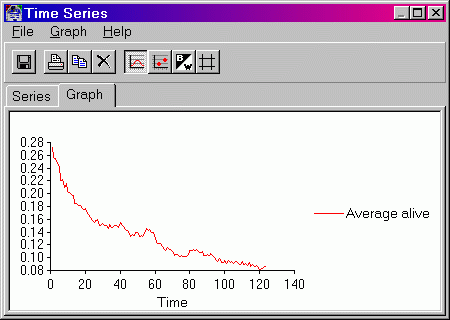 Time Series
File Graph Help
B W
Series Graph
0.28
0.26
0.24
0.22
0.20
0.18
0.16
0.14
0.12
0.10
0.08
0 20 40 60 80 100 120 140
Time
Average alive